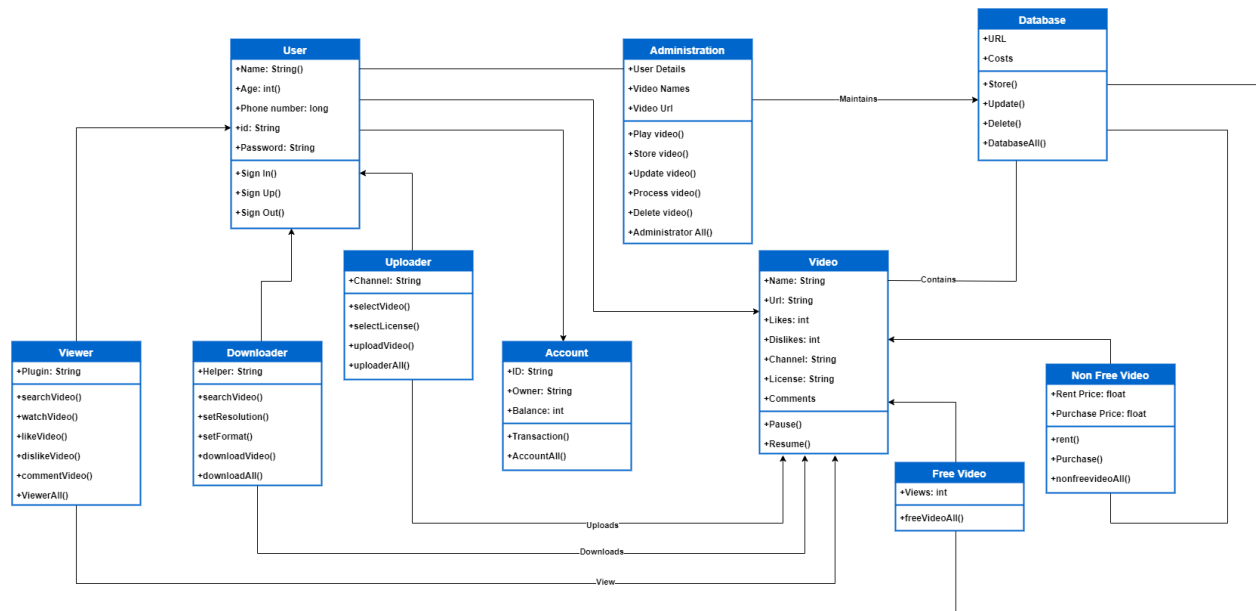 User
+Name: String()
+Age: int()
+Phone number: long
+id: String
+Password: String
+Sign In()
+Sign Up()
+Sign Out()
Administration
+User Details
+Video Names
+Video Url
+Play video()
+Store video()
+Update video()
+Process video()
+Delete video()
+Administrator All()
Maintains
Database
+URL
+Costs
+Store()
+Update()
+Delete()
+DatabaseAll()
Uploader
+Channel: String
+selectVideo()
+selectLicense()
+uploadVideo()
+uploaderAll()
Video
+Name: String
+Url: String
+Likes: int
+Dislikes: int
+Channel: String
+License: String
+Comments
+Pause()
+Resume()
Contains
Viewer
+Plugin: String
+searchVideo()
+watchVideo()
+likeVideo()
+dislikeVideo()
+commentVideo()
+ViewerAll()
Downloader
+Helper: String
+searchVideo()
+setResolution()
+setFormat()
+downloadVideo()
+downloadAll()
Account
+ID: String
+Owner: String
+Balance: int
+Transaction()
+AccountAll()
Non Free Video
+Rent Price: float
+Purchase Price: float
+rent()
+Purchase()
+nonfreevideoAll()
Free Video
+Views: int
+freeVideoAll()
Uploads
Downloads
View